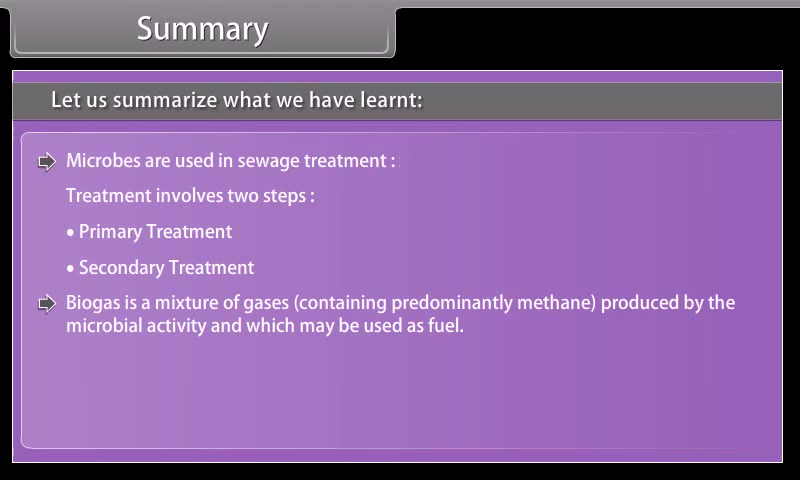 Summary
Let us summarize what we have learnt:
Microbes are used in sewage treatment :
Treatment involves two steps :
• Primary Treatment
• Secondary Treatment
Biogas is a mixture of gases (containing predominantly methane) produced by the
microbial activity and which may be used as fuel.